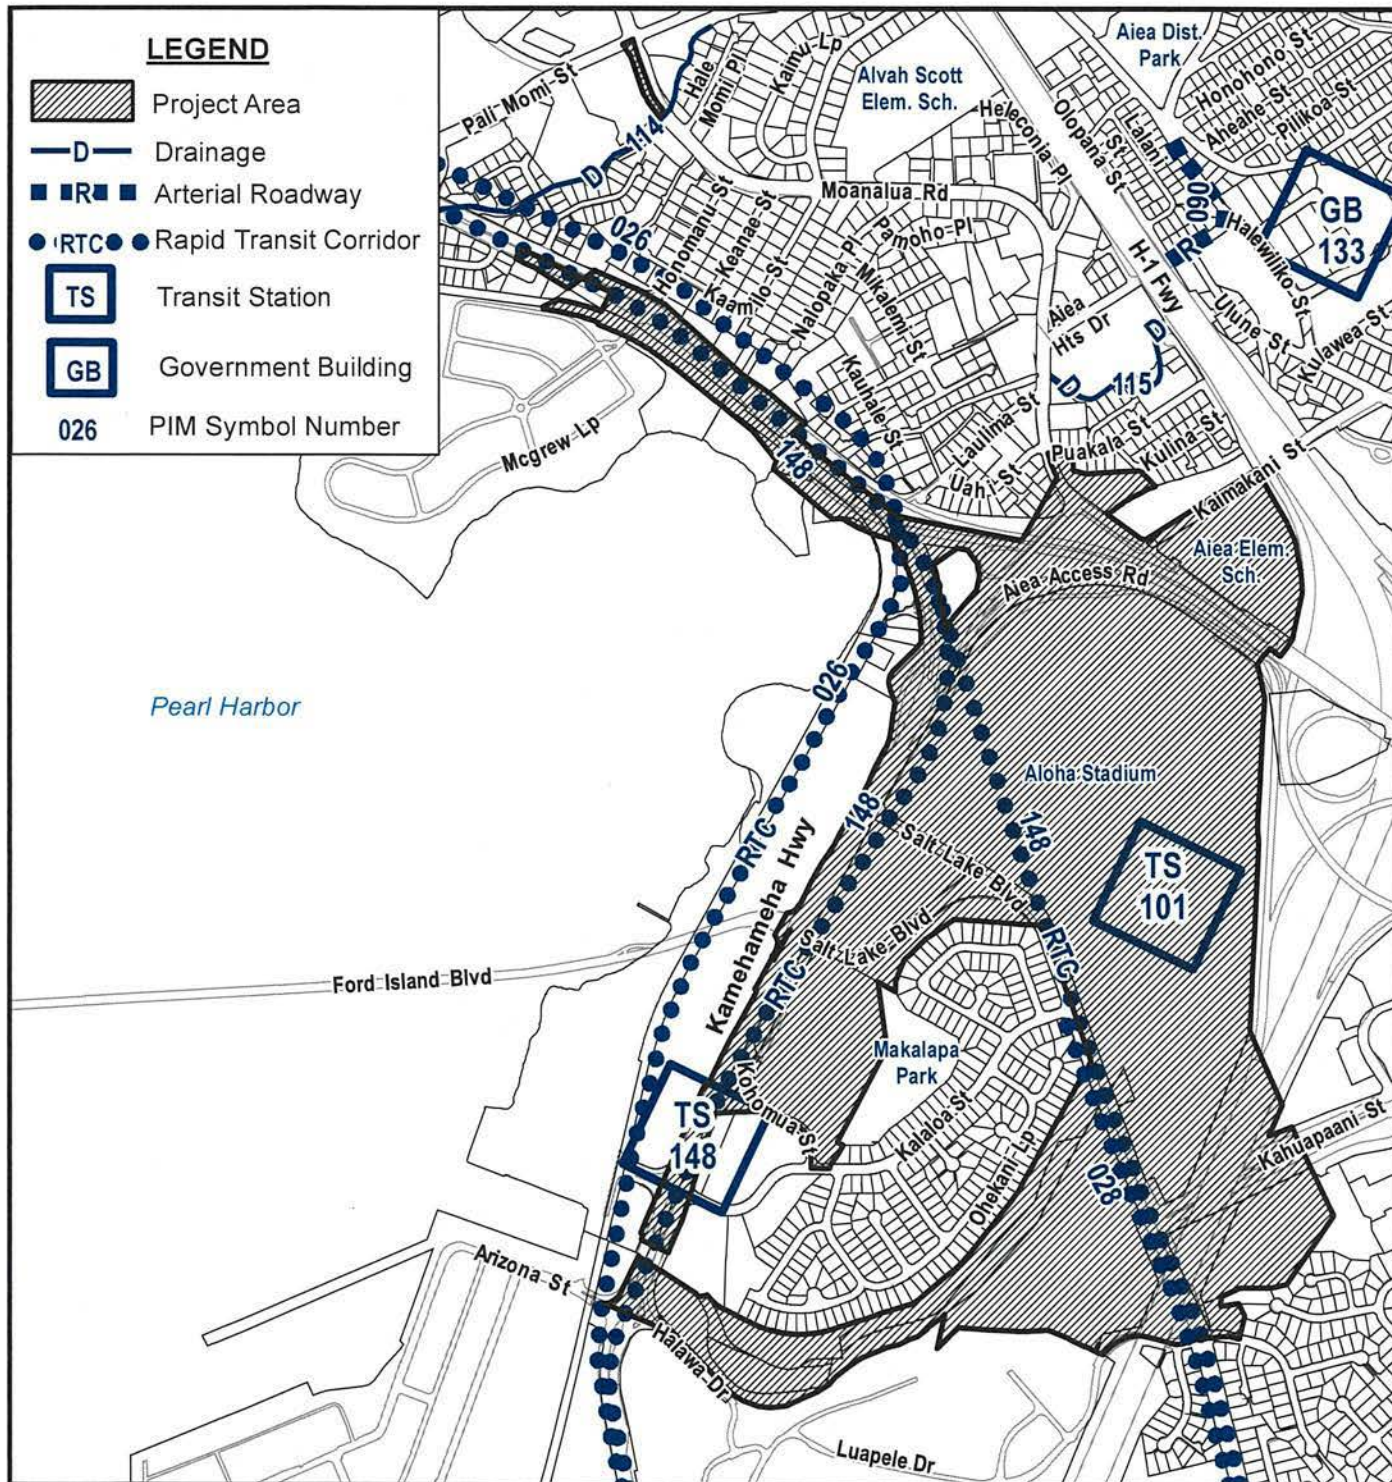 LEGEND
Project Area
D
Drainage
R
Arterial Roadway
RTC
Rapid Transit Corridor
TS
Transit Station
GB
Government Building
026
PIM Symbol Number
Pali Momi St
Hale
Momi Pl
Kaimu Lp
Alvah Scott
Elem. Sch.
Aiea Dist.
Park
Honohono St
Aheahe St
Pilikoa St
Heleconia Pl
Olopana St
Lalani
St
114
D
Moanalua Rd
090
R
GB
133
Halewiliko St
026
Honomanu St
Keanae St
Kaamilo St
Nalopaka Pl
Pamoho Pl
Mikalemi St
H-1 Fwy
Aiea
Hts Dr
D
115
D
Ulune St
Kulawea St
Kauhale St
Laulima St
Uahi St
Puakala St
Kulina St
Kaimakani St
Mcgrew Lp
148
Aiea Elem.
Sch.
Aiea Access Rd
026
Pearl Harbor
Aloha Stadium
148
148
RTC
Kamehameha Hwy
Salt Lake Blvd
TS
101
Salt Lake Blvd
RTC
RTC
Ford Island Blvd
Makalapa
Park
Kohomua St
TS
148
Kalaloa St
Ohekani Lp
028
Kahuapaani St
Arizona St
Halawa Dr
Luapele Dr